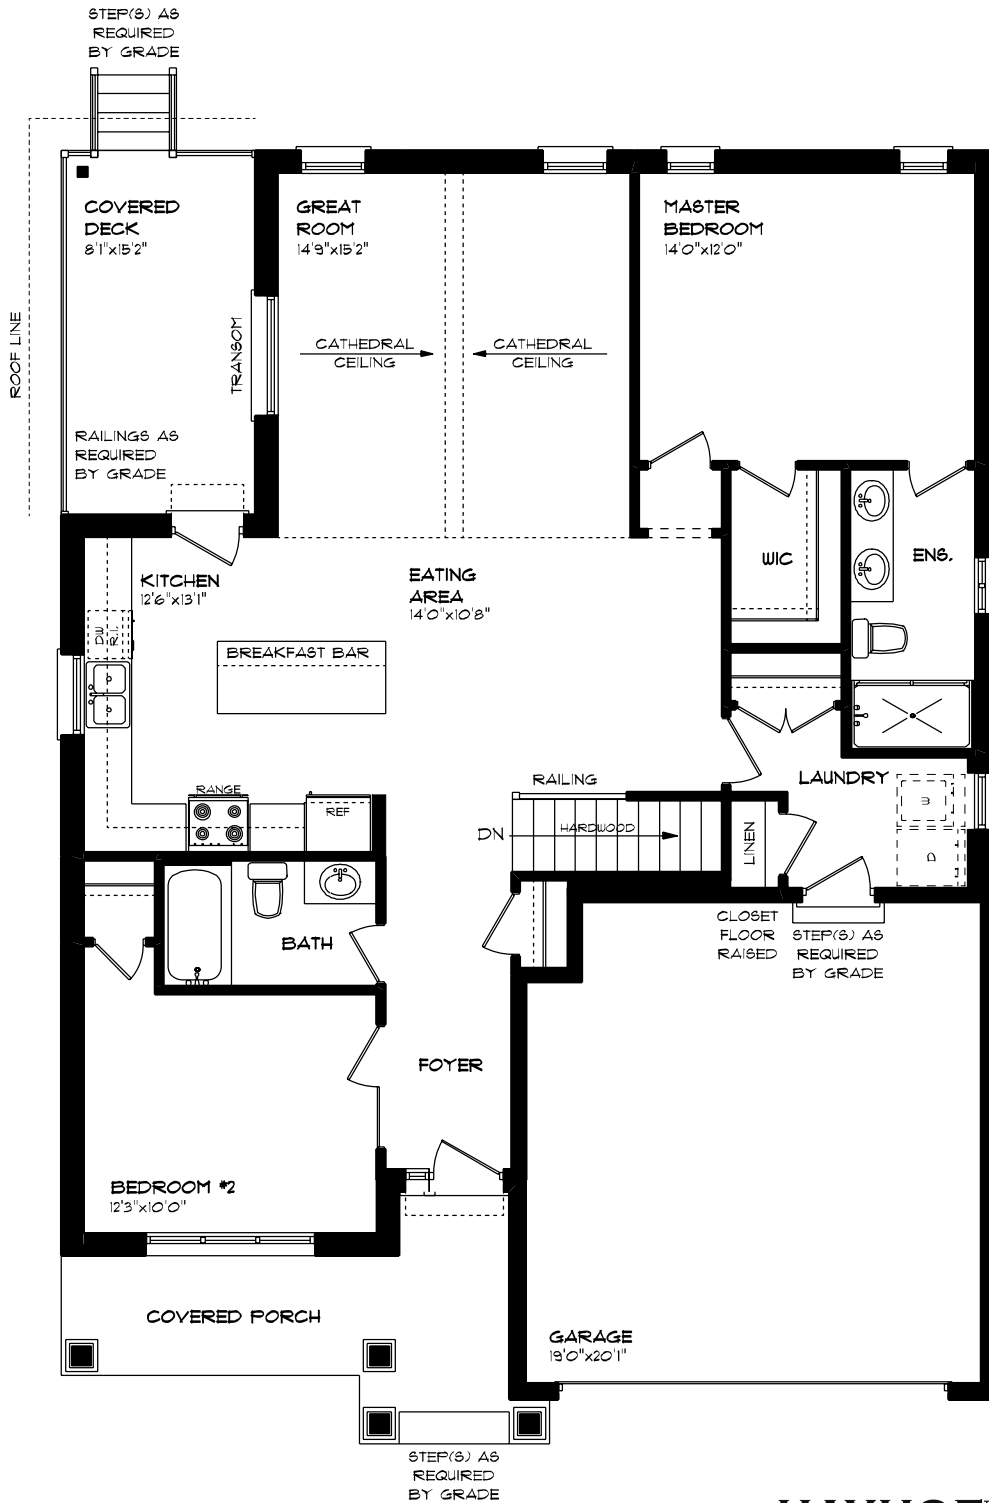 STEP(S) AS
REQUIRED
BY GRADE
COVERED
DECK
8'1"x15'2"
GREAT
ROOM
14'9"x15'2"
MASTER
BEDROOM
14'0"x12'0"
ROOF LINE
TRANSOM
CATHEDRAL
CEILING
CATHEDRAL
CEILING
RAILINGS AS
REQUIRED
BY GRADE
KITCHEN
12'6"x13'1"
EATING
AREA
14'0"x10'8"
WIC
ENS.
DW
R.I.
BREAKFAST BAR
RANGE
REF
RAILING
DN
HARDWOOD
LINEN
LAUNDRY
W
D
CLOSET
FLOOR
RAISED
STEP(S) AS
REQUIRED
BY GRADE
BATH
FOYER
BEDROOM #2
12'3"x10'0"
COVERED PORCH
GARAGE
19'0"x20'1"
STEP(S) AS
REQUIRED
BY GRADE